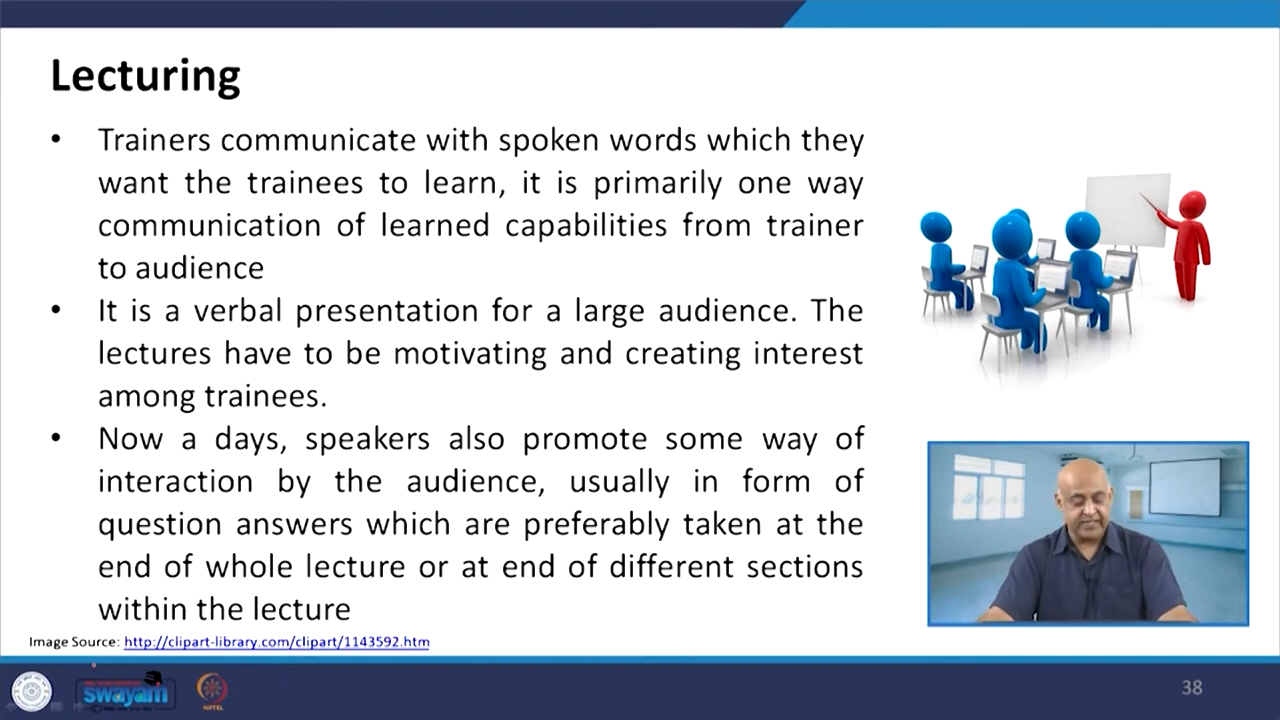 Lecturing
• Trainers communicate with spoken words which they
want the trainees to learn, it is primarily one way
communication of learned capabilities from trainer
to audience
• It is a verbal presentation for a large audience. The
lectures have to be motivating and creating interest
among trainees.
• Now a days, speakers also promote some way of
interaction by the audience, usually in form of
question answers which are preferably taken at the
end of whole lecture or at end of different sections
within the lecture
Image Source: http://clipart-library.com/clipart/1143592.htm
swayam
NPTEL
38